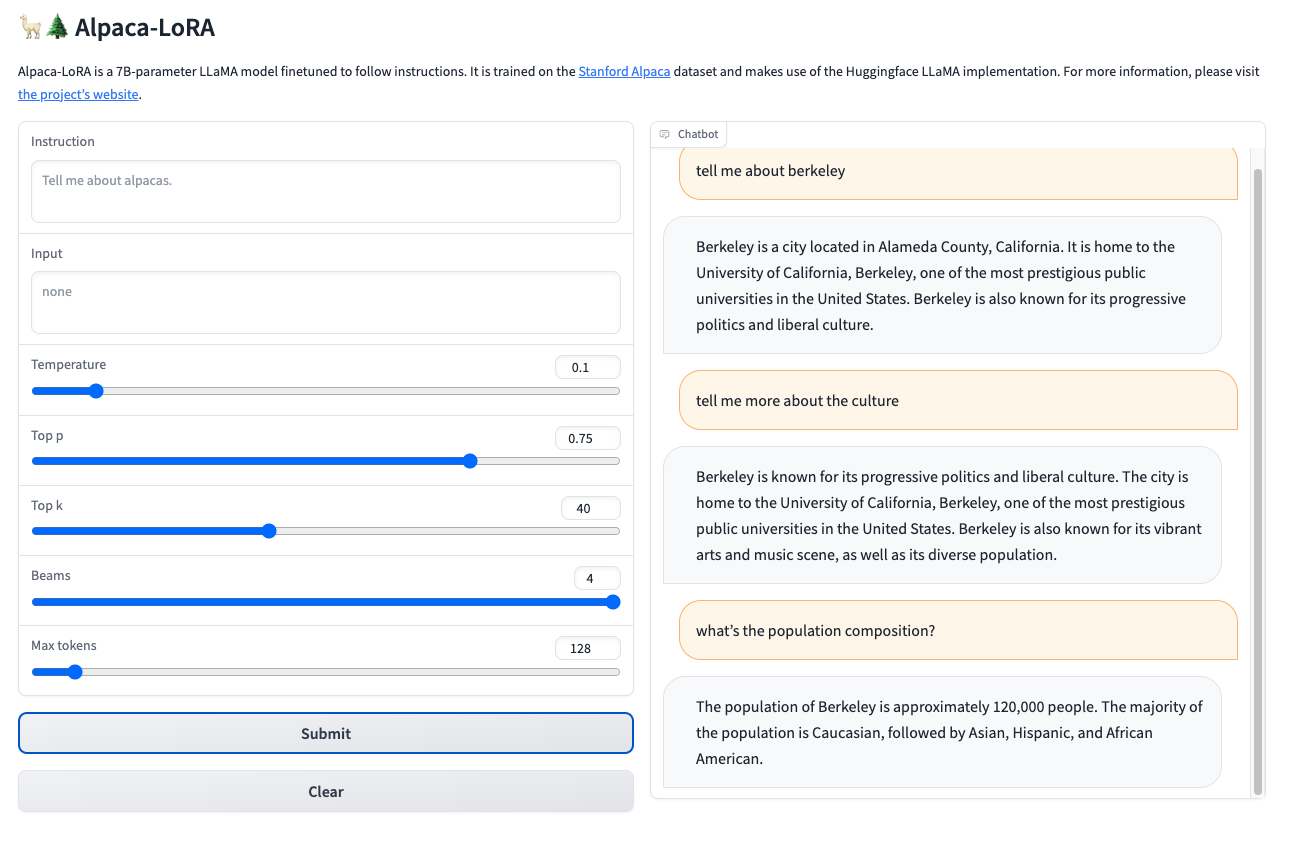 🦙🌲 Alpaca-LoRA
Alpaca-LoRA is a 7B-parameter LLaMA model finetuned to follow instructions. It is trained on the Stanford Alpaca dataset and makes use of the Huggingface LLaMA implementation. For more information, please visit
the project's website.
Instruction
Tell me about alpacas.
Input
none
Temperature
0.1
Top p
0.75
Top k
40
Beams
4
Max tokens
128
Submit
Clear
Chatbot
tell me about berkeley
Berkeley is a city located in Alameda County, California. It is home to the
University of California, Berkeley, one of the most prestigious public
universities in the United States. Berkeley is also known for its progressive
politics and liberal culture.
tell me more about the culture
Berkeley is known for its progressive politics and liberal culture. The city is
home to the University of California, Berkeley, one of the most prestigious
public universities in the United States. Berkeley is also known for its vibrant
arts and music scene, as well as its diverse population.
what's the population composition?
The population of Berkeley is approximately 120,000 people. The majority of
the population is Caucasian, followed by Asian, Hispanic, and African
American.